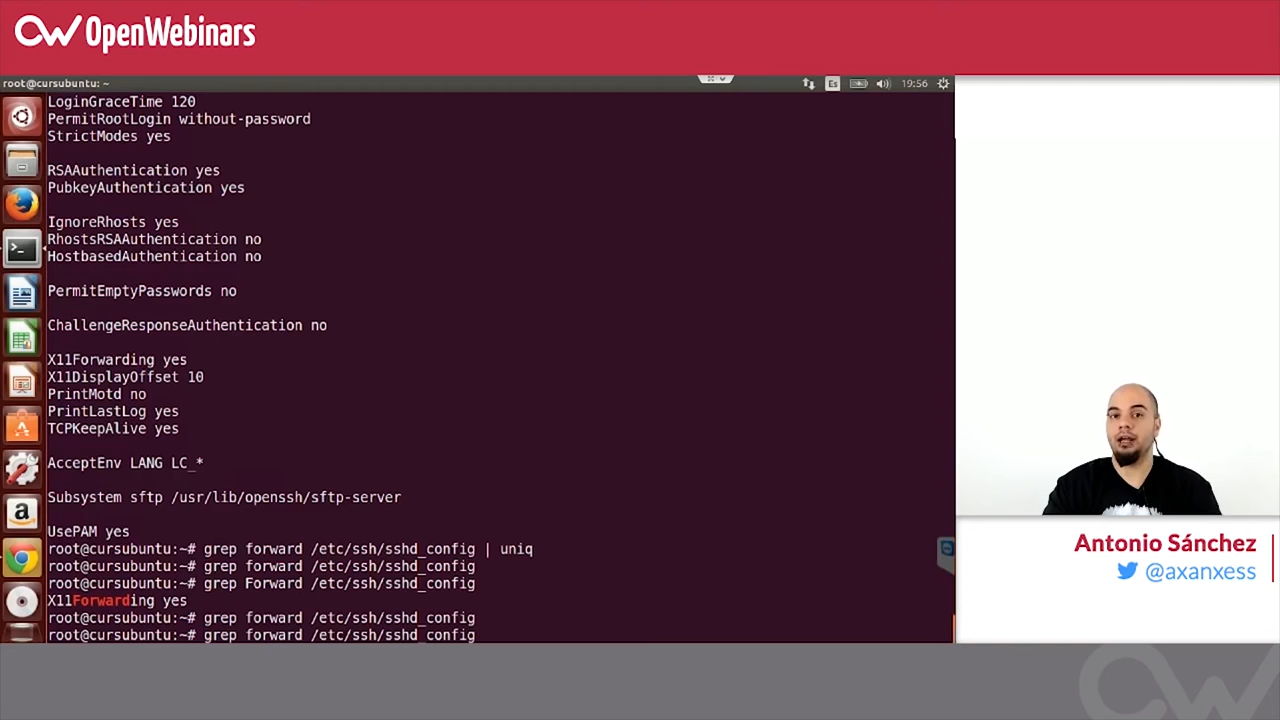 OpenWebinars
root@cursubuntu: ~
Es
19:56
LoginGraceTime 120
PermitRootLogin without-password
StrictModes yes
RSAAuthentication yes
PubkeyAuthentication yes
IgnoreRhosts yes
RhostsRSAAuthentication no
HostbasedAuthentication no
PermitEmptyPasswords no
ChallengeResponseAuthentication no
X11Forwarding yes
X11DisplayOffset 10
PrintMotd no
PrintLastLog yes
TCPKeepAlive yes
AcceptEnv LANG LC_*
Subsystem sftp /usr/lib/openssh/sftp-server
UsePAM yes
root@cursubuntu:~# grep forward /etc/ssh/sshd_config | uniq
root@cursubuntu:~# grep forward /etc/ssh/sshd_config
root@cursubuntu:~# grep Forward /etc/ssh/sshd_config
X11Forwarding yes
root@cursubuntu:~# grep forward /etc/ssh/sshd_config
root@cursubuntu:~# grep forward /etc/ssh/sshd_config
Antonio Sánchez
@axanxess